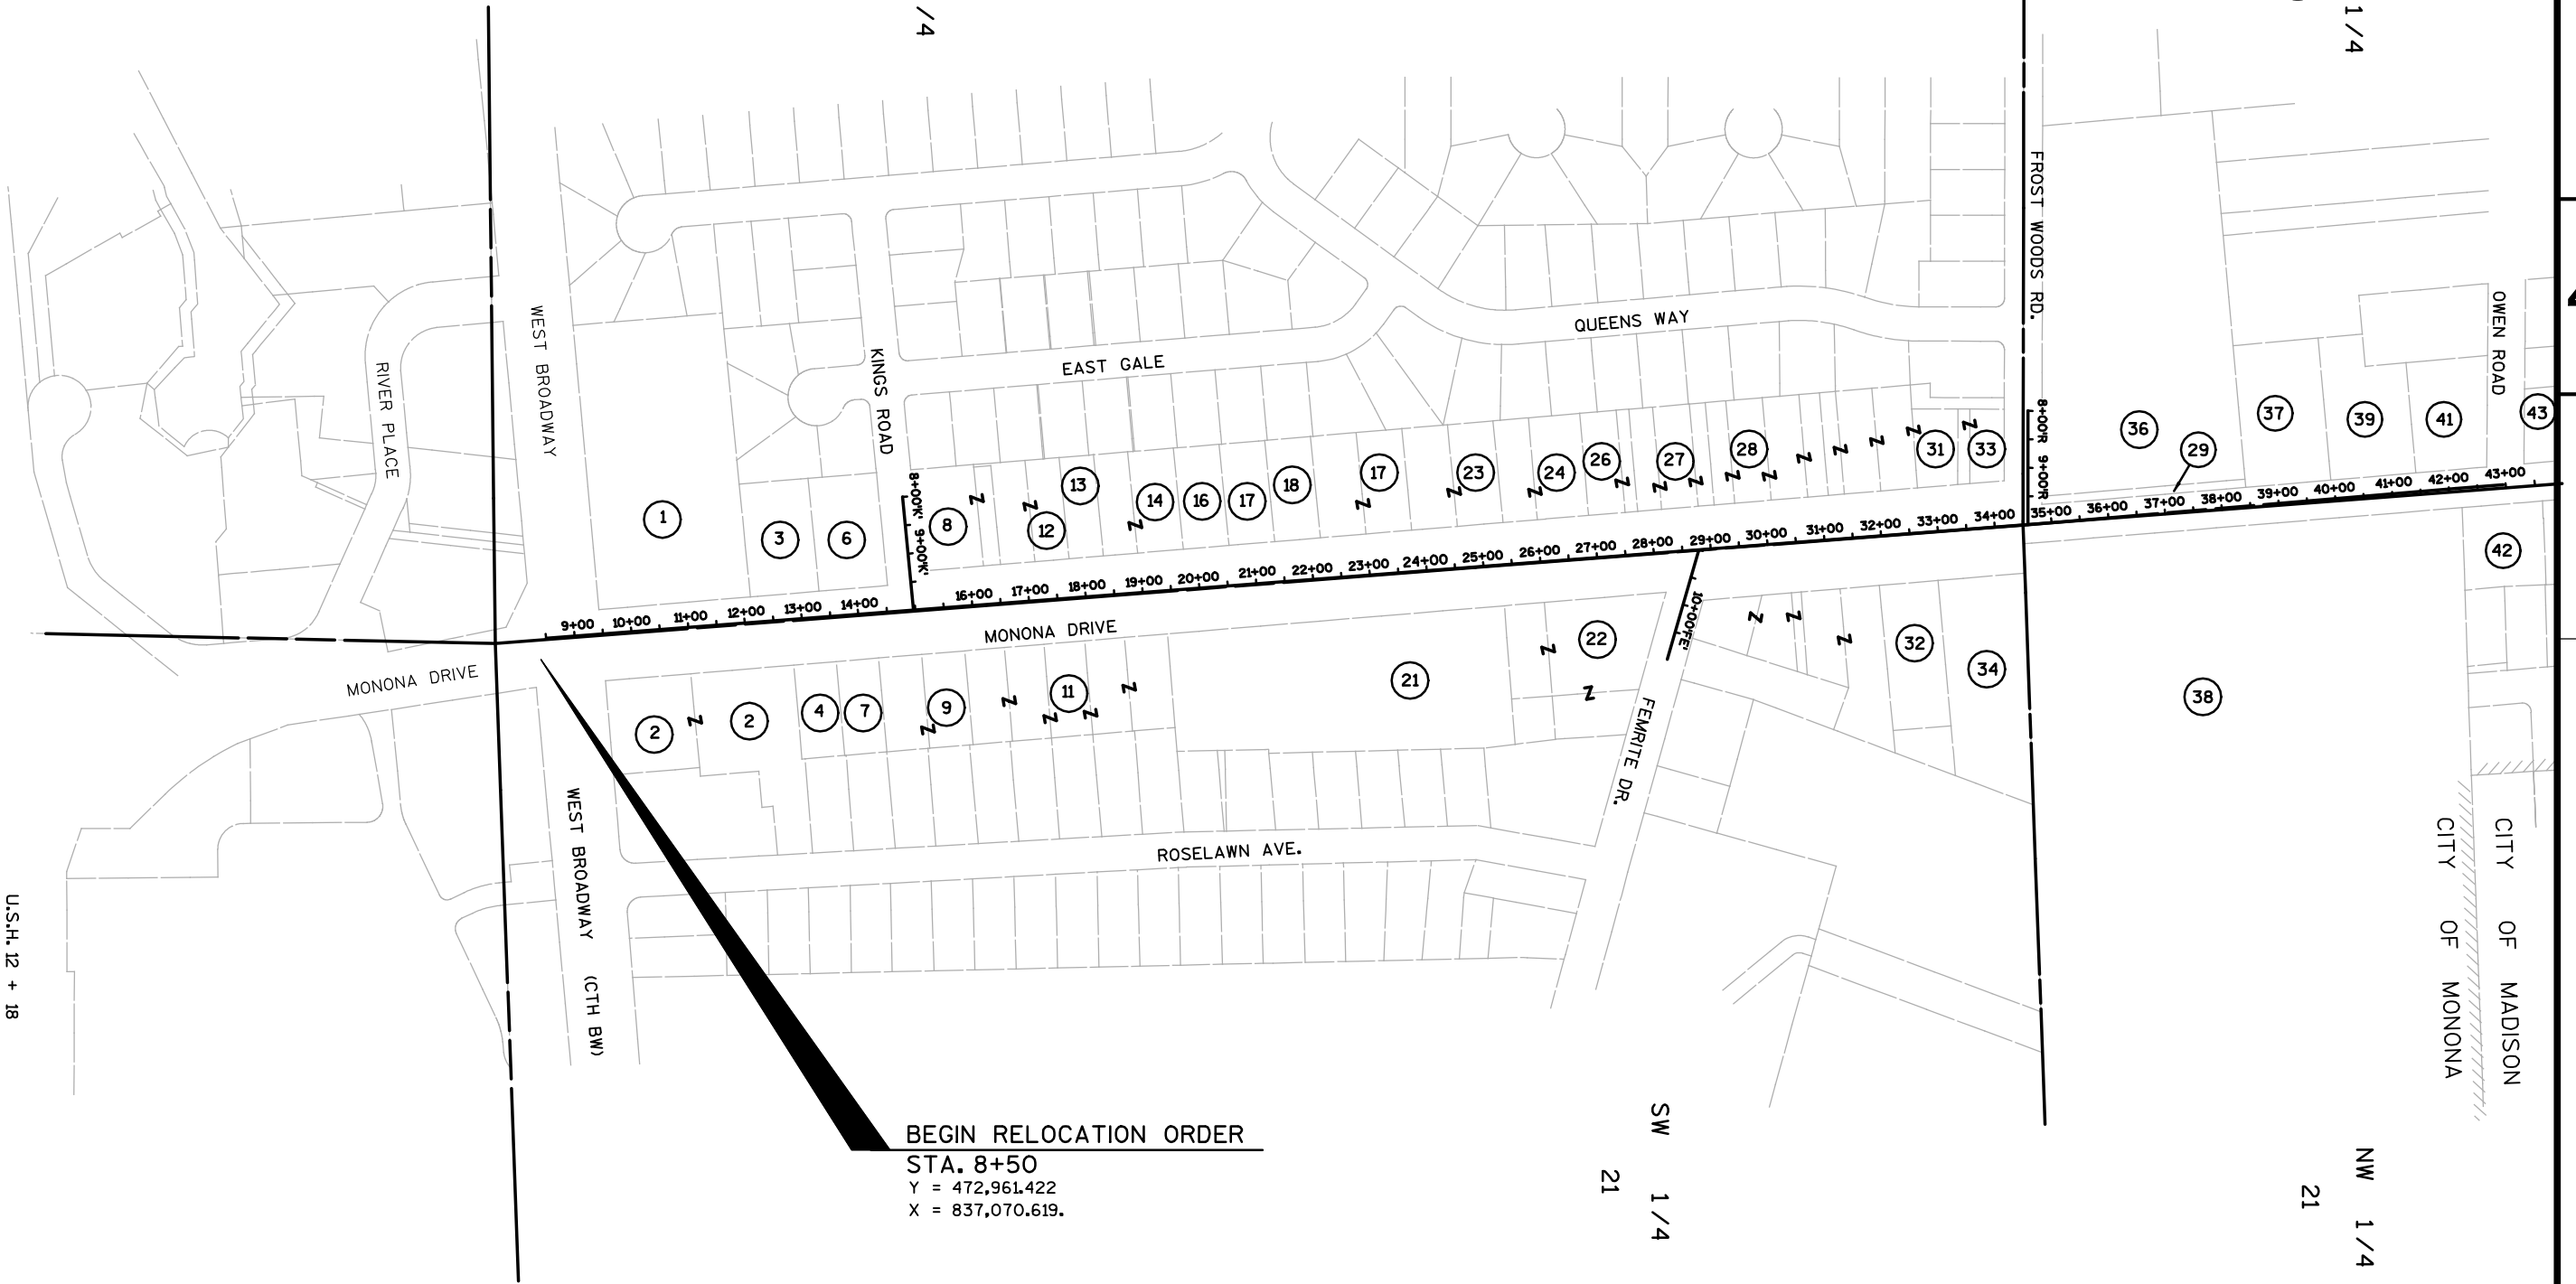 /4
1/4
FROST WOODS RD.
WEST BROADWAY
RIVER PLACE
KINGS ROAD
EAST GALE
QUEENS WAY
OWEN ROAD
1
3
6
8
12
13
14
16
17
18
17
23
24
26
27
28
31
33
36
29
37
39
41
43
8+00'K' 9+00'K'
8+00'R' 9+00'R'
9+00 10+00 11+00 12+00 13+00 14+00 16+00 17+00 18+00 19+00 20+00 21+00 22+00 23+00 24+00 25+00 26+00 27+00 28+00 29+00 30+00 31+00 32+00 33+00 34+00 35+00 36+00 37+00 38+00 39+00 40+00 41+00 42+00 43+00
10+00'FE'
MONONA DRIVE
MONONA DRIVE
2
2
4
7
9
11
21
22
32
34
38
42
FEMRITE DR.
ROSELAWN AVE.
WEST BROADWAY (CTH BW)
U.S.H. 12 + 18
CITY OF MONONA
CITY OF MADISON
BEGIN RELOCATION ORDER
STA. 8+50
Y = 472,961.422
X = 837,070.619.
SW 1/4
21
NW 1/4
21